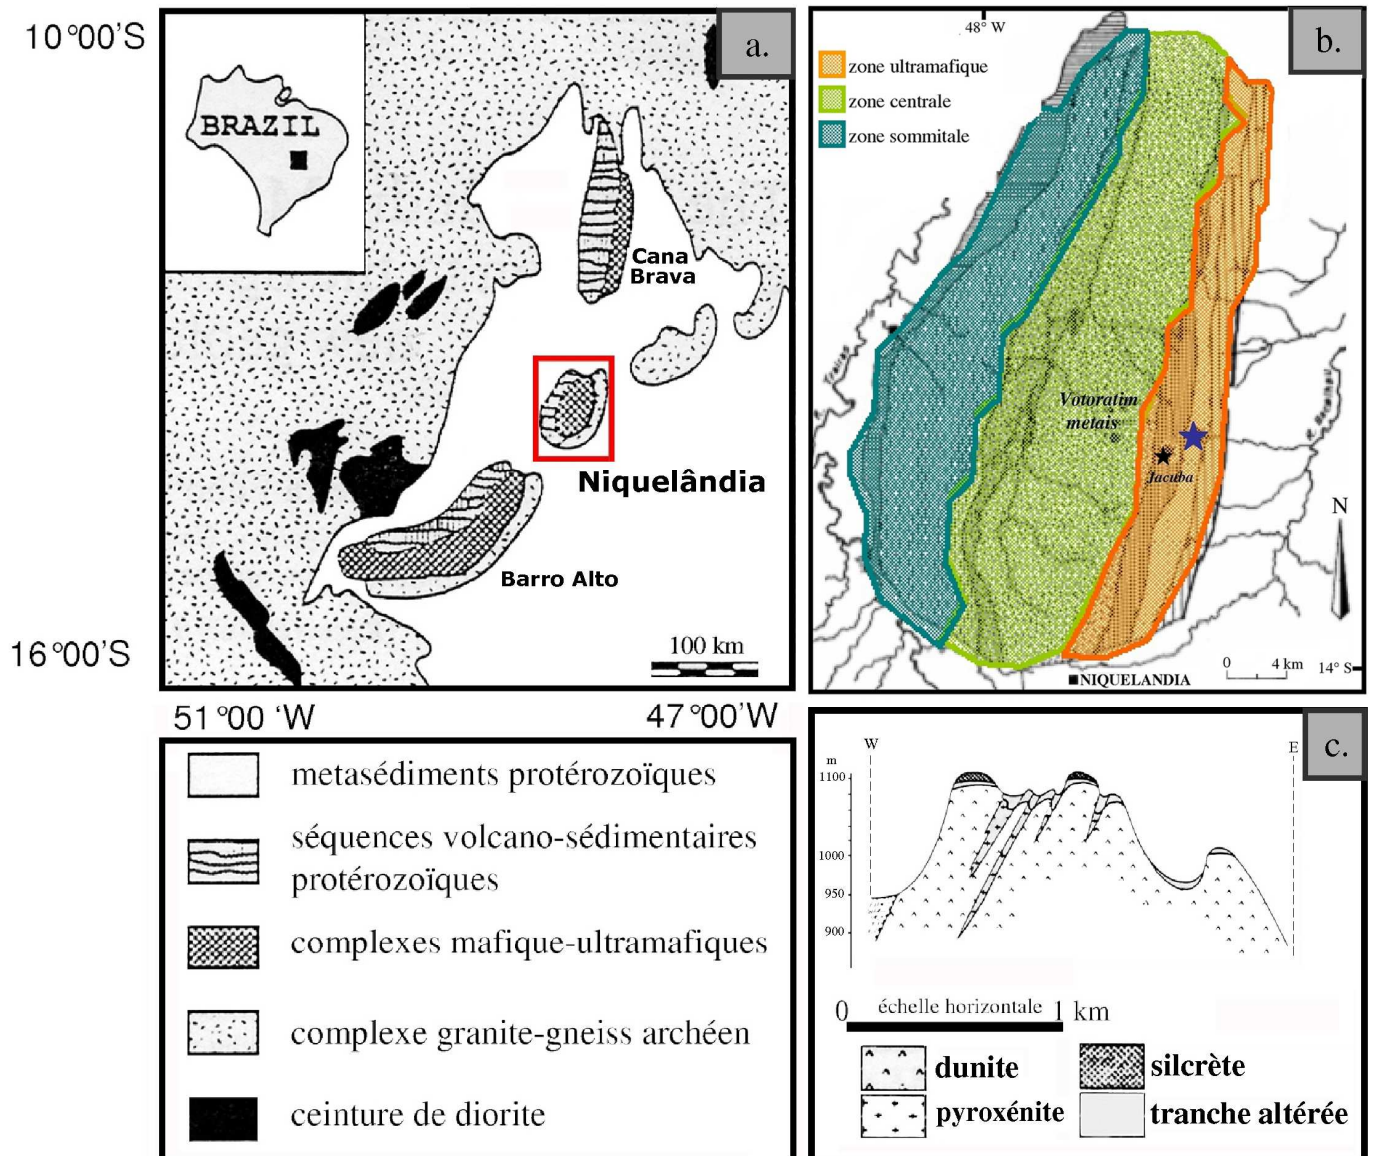 10°00'S
a.
BRAZIL
Cana
Brava
Niquelândia
Barro Alto
100 km
16°00'S
51°00 'W
47°00'W
b.
48° W
zone ultramafique
zone centrale
zone sommitale
Votoratim
metais
Jacuba
N
0 4 km
14° S
NIQUELANDIA
metasédiments protérozoïques
séquences volcano-sédimentaires
protérozoïques
complexes mafique-ultramafiques
complexe granite-gneiss archéen
ceinture de diorite
c.
W
E
m
1100
1000
950
900
0 échelle horizontale 1 km
dunite
silcrète
pyroxénite
tranche altérée